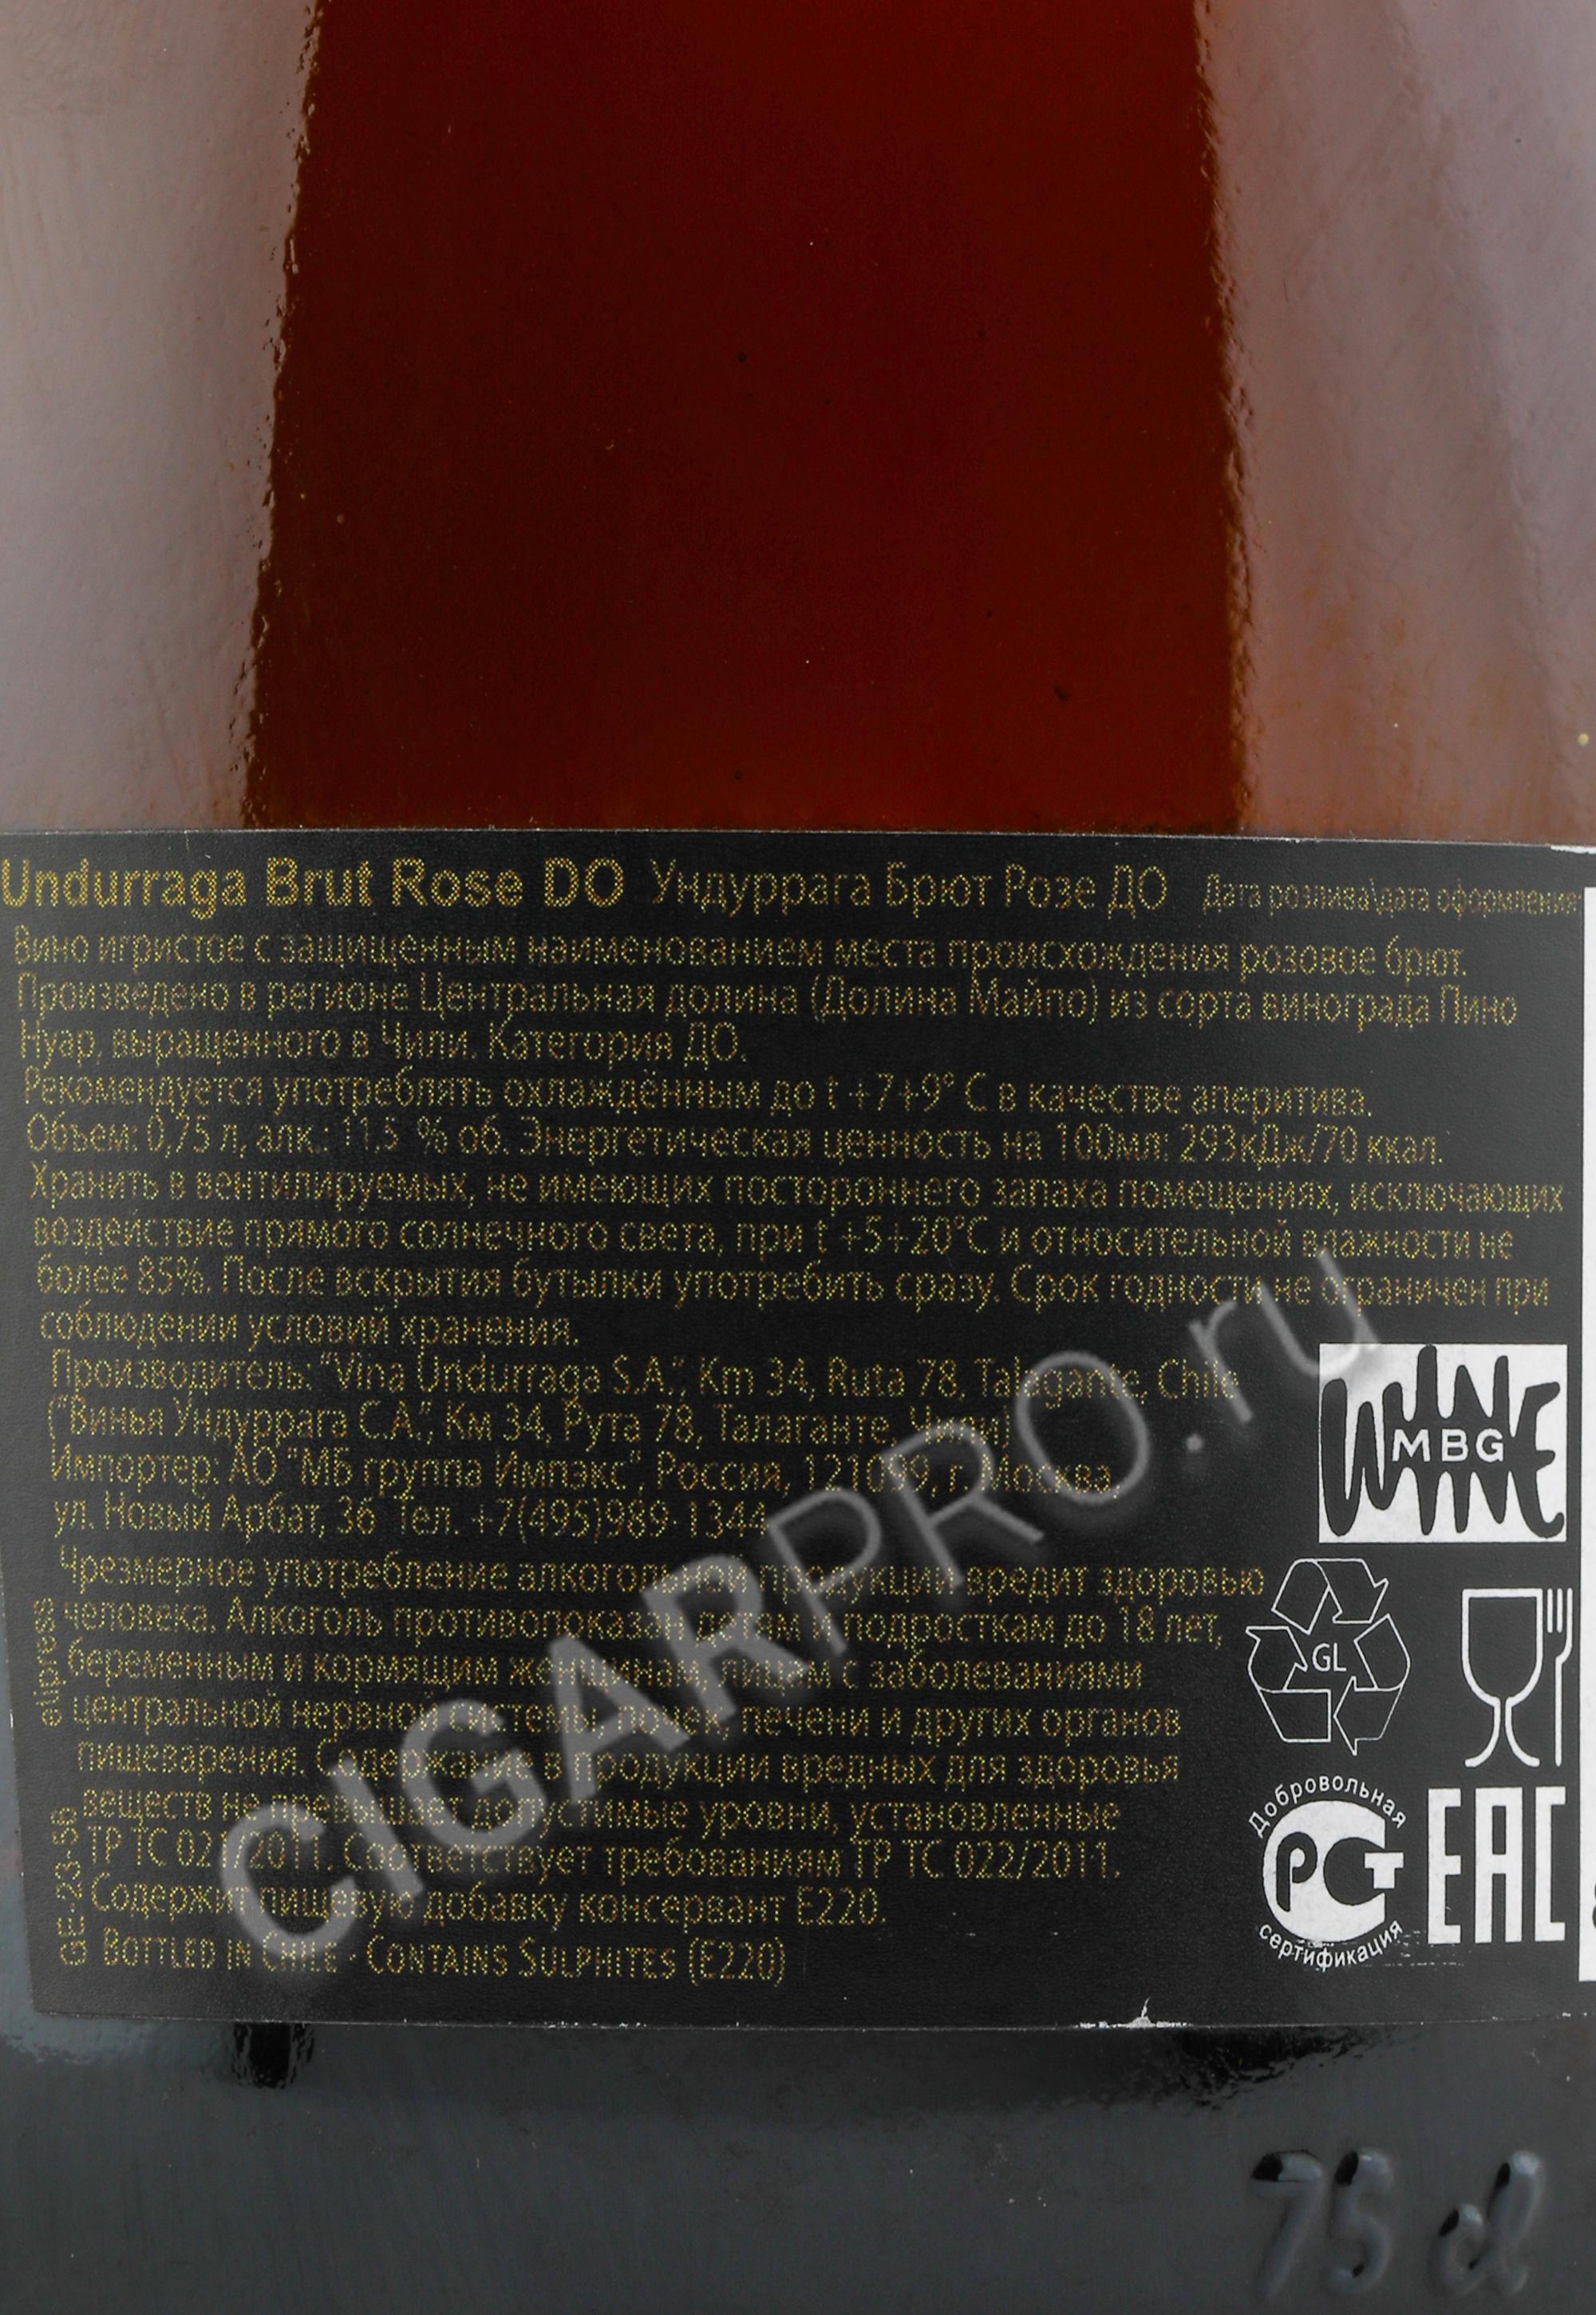 Undurraga Brut Rose DO Ундуррага Брют Розе ДО Дата розлива\дата оформления
Вино игристое с защищенным наименованием места происхождения розовое брют.
Произведено в регионе Центральная долина (Долина Майпо) из сорта винограда Пино
Нуар, выращенного в Чили. Категория ДО.
Рекомендуется употреблять охлаждённым до t +7+9° C в качестве аперитива.
Объем: 0,75 л, алк.: 11.5 % об. Энергетическая ценность на 100мл: 293кДж/70 ккал.
Хранить в вентилируемых, не имеющих постороннего запаха помещениях, исключающих
воздействие прямого солнечного света, при t +5+20°C и относительной влажности не
более 85%. После вскрытия бутылки употребить сразу. Срок годности не ограничен при
соблюдении условий хранения.
Производитель: "Vina Undurraga S.A.", Km 34, Ruta 78, Talagante, Chile
("Винья Ундуррага С.А.", Км 34, Рута 78, Талаганте, Чили)
Импортер: АО "МБ группа Импэкс", Россия, 121099, г. Москва,
ул. Новый Арбат, 36 Тел. +7(495)989-1344
Чрезмерное употребление алкогольной продукции вредит здоровью
человека. Алкоголь противопоказан детям и подросткам до 18 лет,
беременным и кормящим женщинам, лицам с заболеваниями
центральной нервной системы, почек, печени и других органов
пищеварения. Содержание в продукции вредных для здоровья
веществ не превышает допустимые уровни, установленные
ТР ТС 021/2011. Соответствует требованиям ТР ТС 022/2011.
Содержит пищевую добавку консервант Е220.
BOTTLED IN CHILE - CONTAINS SULPHITES (E220)
GE-23-56
WINE
MBG
GL
Добровольная
РСТ
сертификация
EAC
75 cl
CIGARPRO.ru